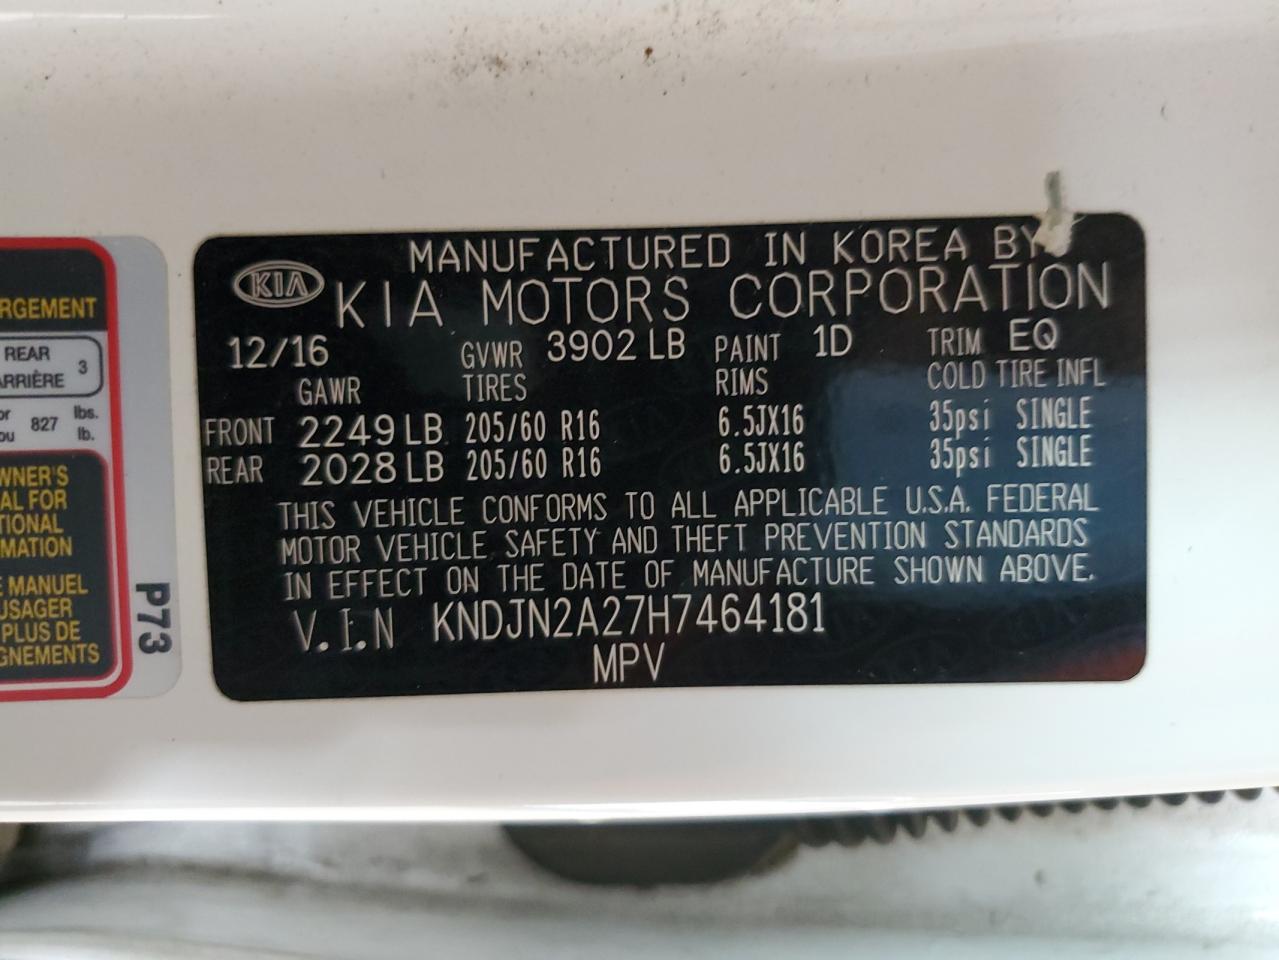 RGEMENT
REAR 3
ARRIÈRE
or 827 lbs.
ou lb.
WNER'S
AL FOR
TIONAL
RMATION
E MANUEL
USAGER
PLUS DE
GNEMENTS
P73
MANUFACTURED IN KOREA BY
KIA KIA MOTORS CORPORATION
12/16 GVWR 3902 LB PAINT 1D TRIM EQ
GAWR TIRES RIMS COLD TIRE INFL
FRONT 2249 LB 205/60 R16 6.5JX16 35psi SINGLE
REAR 2028 LB 205/60 R16 6.5JX16 35psi SINGLE
THIS VEHICLE CONFORMS TO ALL APPLICABLE U.S.A. FEDERAL
MOTOR VEHICLE SAFETY AND THEFT PREVENTION STANDARDS
IN EFFECT ON THE DATE OF MANUFACTURE SHOWN ABOVE.
V.I.N KNDJN2A27H7464181
MPV